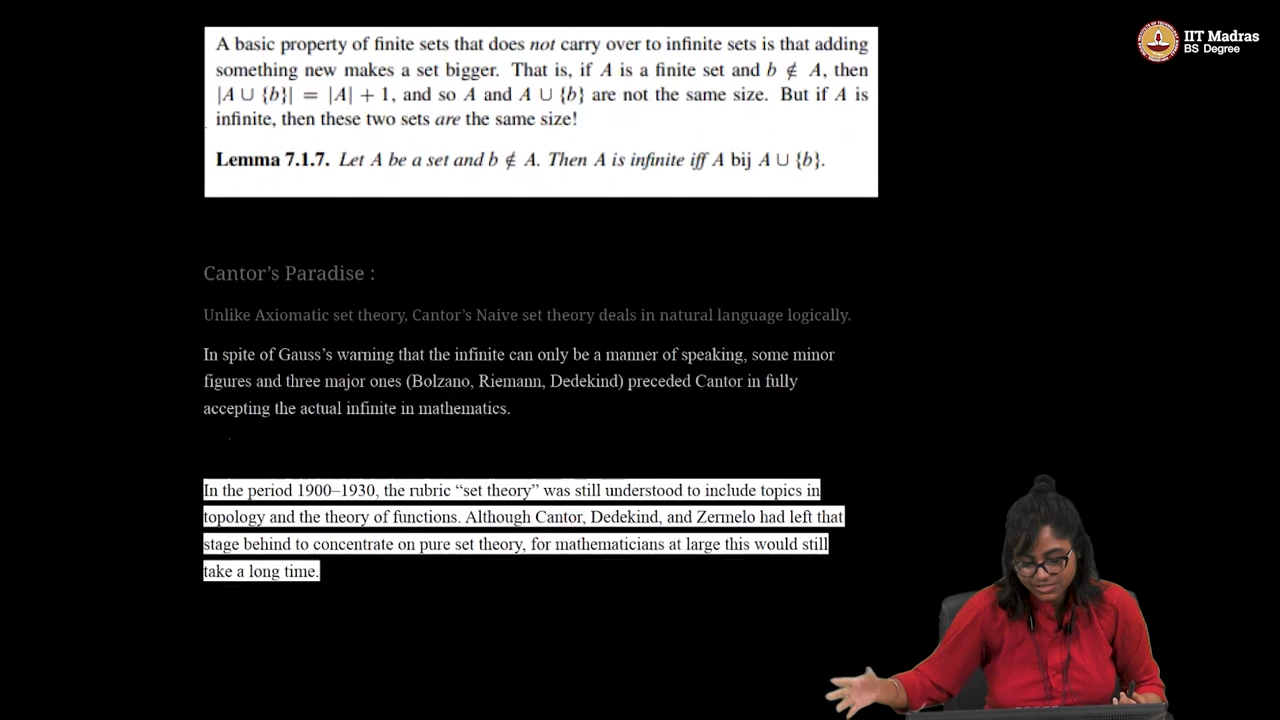 IIT Madras
BS Degree
A basic property of finite sets that does not carry over to infinite sets is that adding
something new makes a set bigger. That is, if A is a finite set and b ∉ A, then
|A ∪ {b}| = |A| + 1, and so A and A ∪ {b} are not the same size. But if A is
infinite, then these two sets are the same size!
Lemma 7.1.7. Let A be a set and b ∉ A. Then A is infinite iff A bij A ∪ {b}.
Cantor’s Paradise :
Unlike Axiomatic set theory, Cantor’s Naive set theory deals in natural language logically.
In spite of Gauss’s warning that the infinite can only be a manner of speaking, some minor
figures and three major ones (Bolzano, Riemann, Dedekind) preceded Cantor in fully
accepting the actual infinite in mathematics.
In the period 1900–1930, the rubric “set theory” was still understood to include topics in
topology and the theory of functions. Although Cantor, Dedekind, and Zermelo had left that
stage behind to concentrate on pure set theory, for mathematicians at large this would still
take a long time.